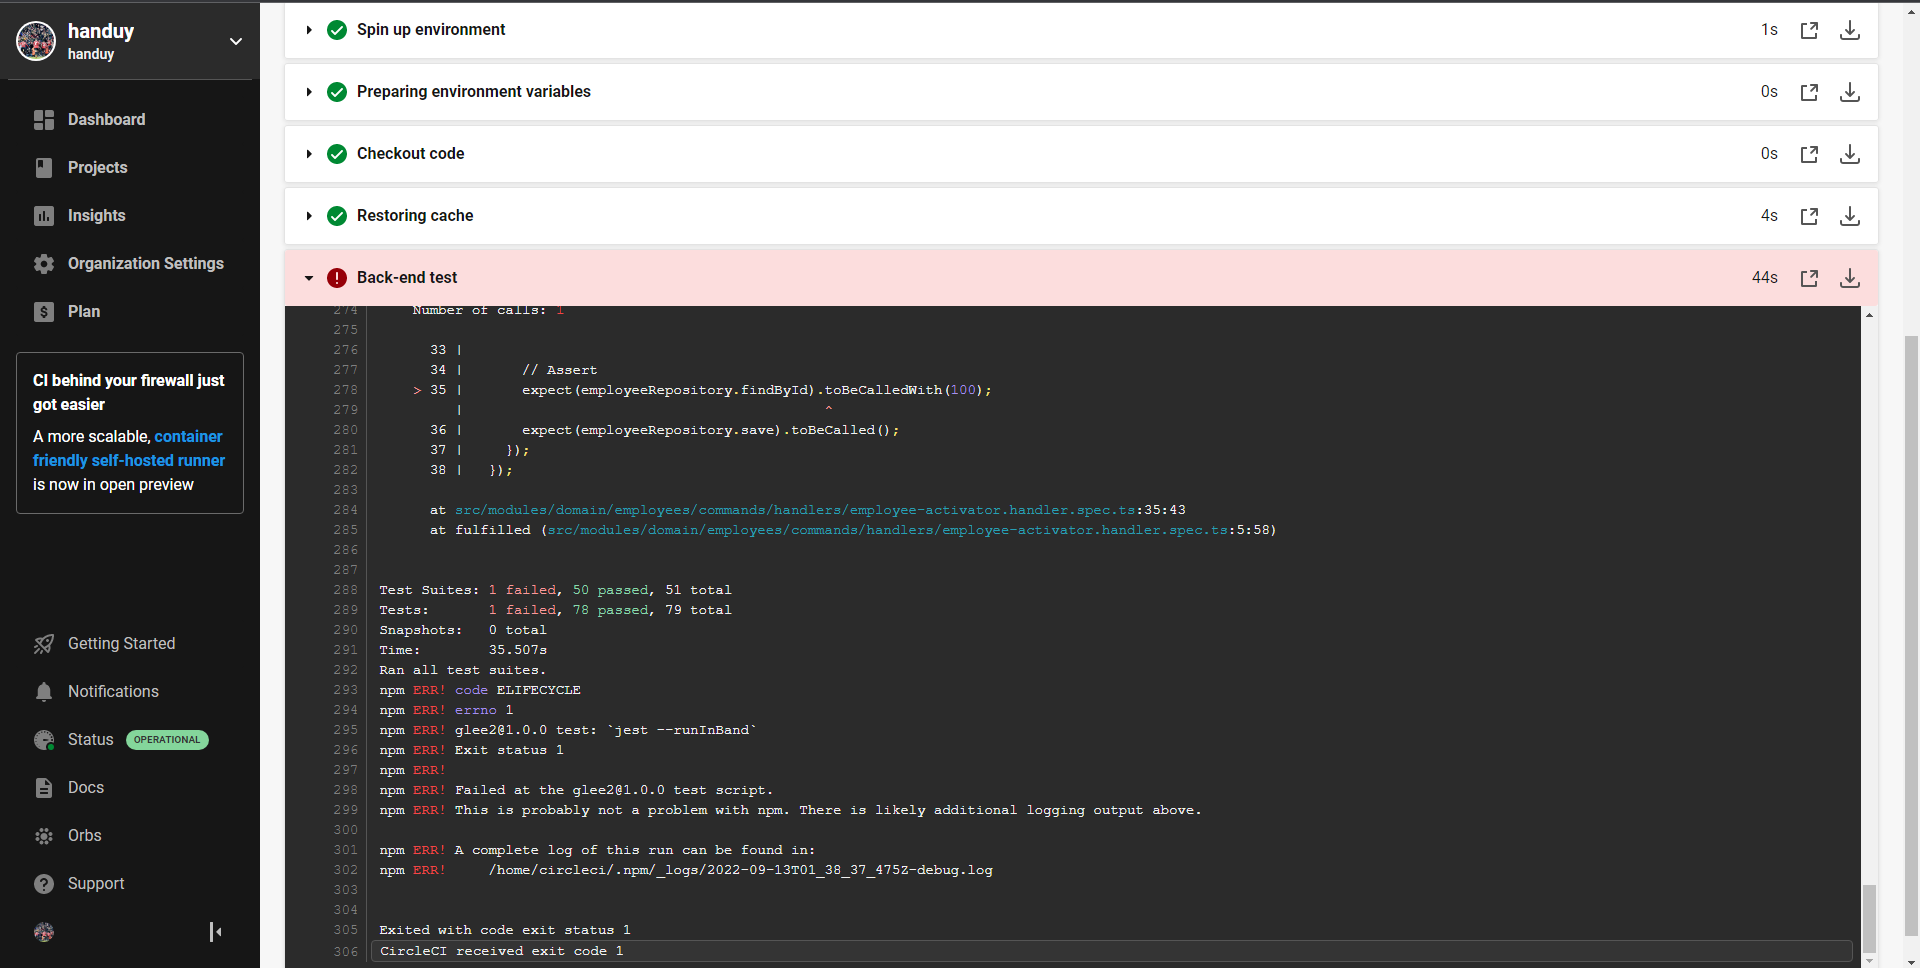 handuy
handuy
Dashboard
Projects
Insights
Organization Settings
Plan
CI behind your firewall just
got easier
A more scalable, container
friendly self-hosted runner
is now in open preview
Getting Started
Notifications
Status OPERATIONAL
Docs
Orbs
Support
Spin up environment 1s
Preparing environment variables 0s
Checkout code 0s
Restoring cache 4s
Back-end test 44s
274 Number of calls: 1
275
276 33 |
277 34 | // Assert
278 > 35 | expect(employeeRepository.findById).toBeCalledWith(100);
279 | ^
280 36 | expect(employeeRepository.save).toBeCalled();
281 37 | });
282 38 | });
283
284 at src/modules/domain/employees/commands/handlers/employee-activator.handler.spec.ts:35:43
285 at fulfilled (src/modules/domain/employees/commands/handlers/employee-activator.handler.spec.ts:5:58)
286
287
288 Test Suites: 1 failed, 50 passed, 51 total
289 Tests: 1 failed, 78 passed, 79 total
290 Snapshots: 0 total
291 Time: 35.507s
292 Ran all test suites.
293 npm ERR! code ELIFECYCLE
294 npm ERR! errno 1
295 npm ERR! glee2@1.0.0 test: `jest --runInBand`
296 npm ERR! Exit status 1
297 npm ERR!
298 npm ERR! Failed at the glee2@1.0.0 test script.
299 npm ERR! This is probably not a problem with npm. There is likely additional logging output above.
300
301 npm ERR! A complete log of this run can be found in:
302 npm ERR! /home/circleci/.npm/_logs/2022-09-13T01_38_37_475Z-debug.log
303
304
305 Exited with code exit status 1
306 CircleCI received exit code 1